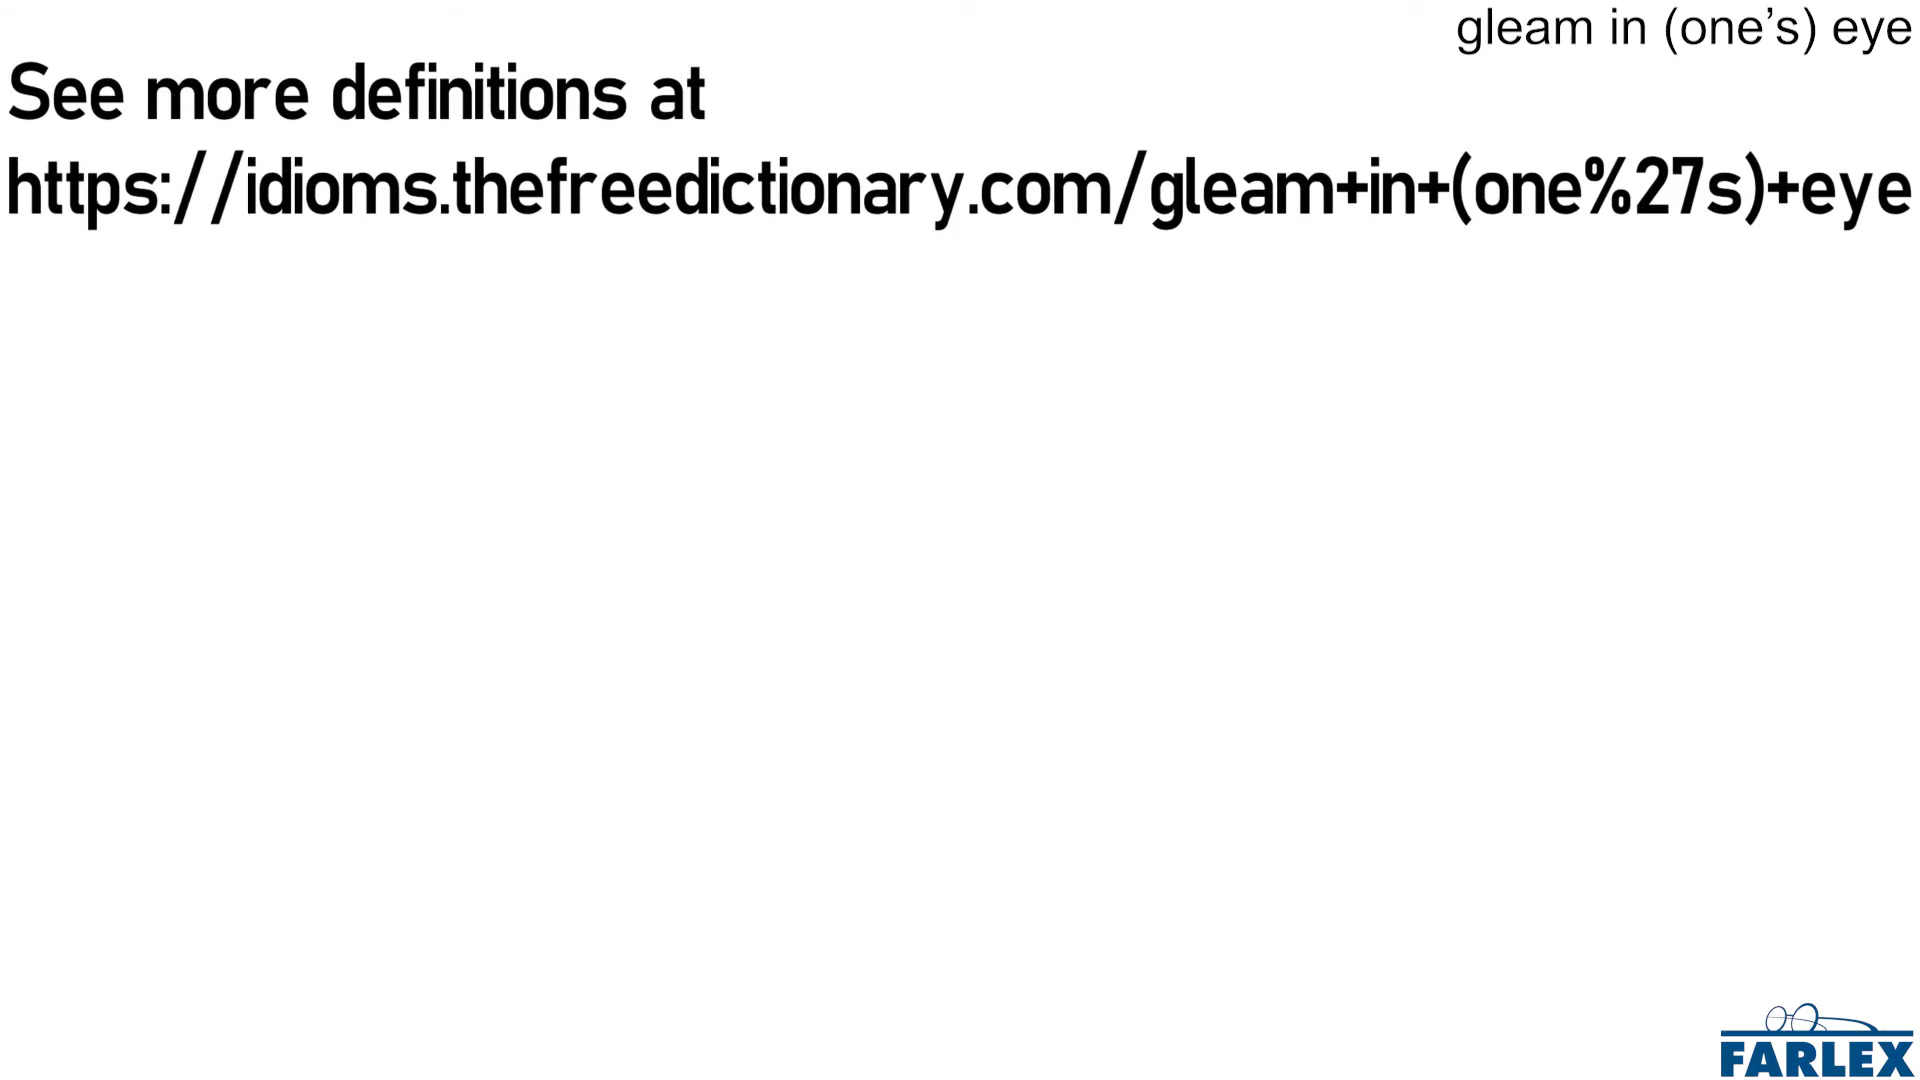 gleam in (one’s) eye
See more definitions at
https://idioms.thefreedictionary.com/gleam+in+(one%27s)+eye
FARLEX